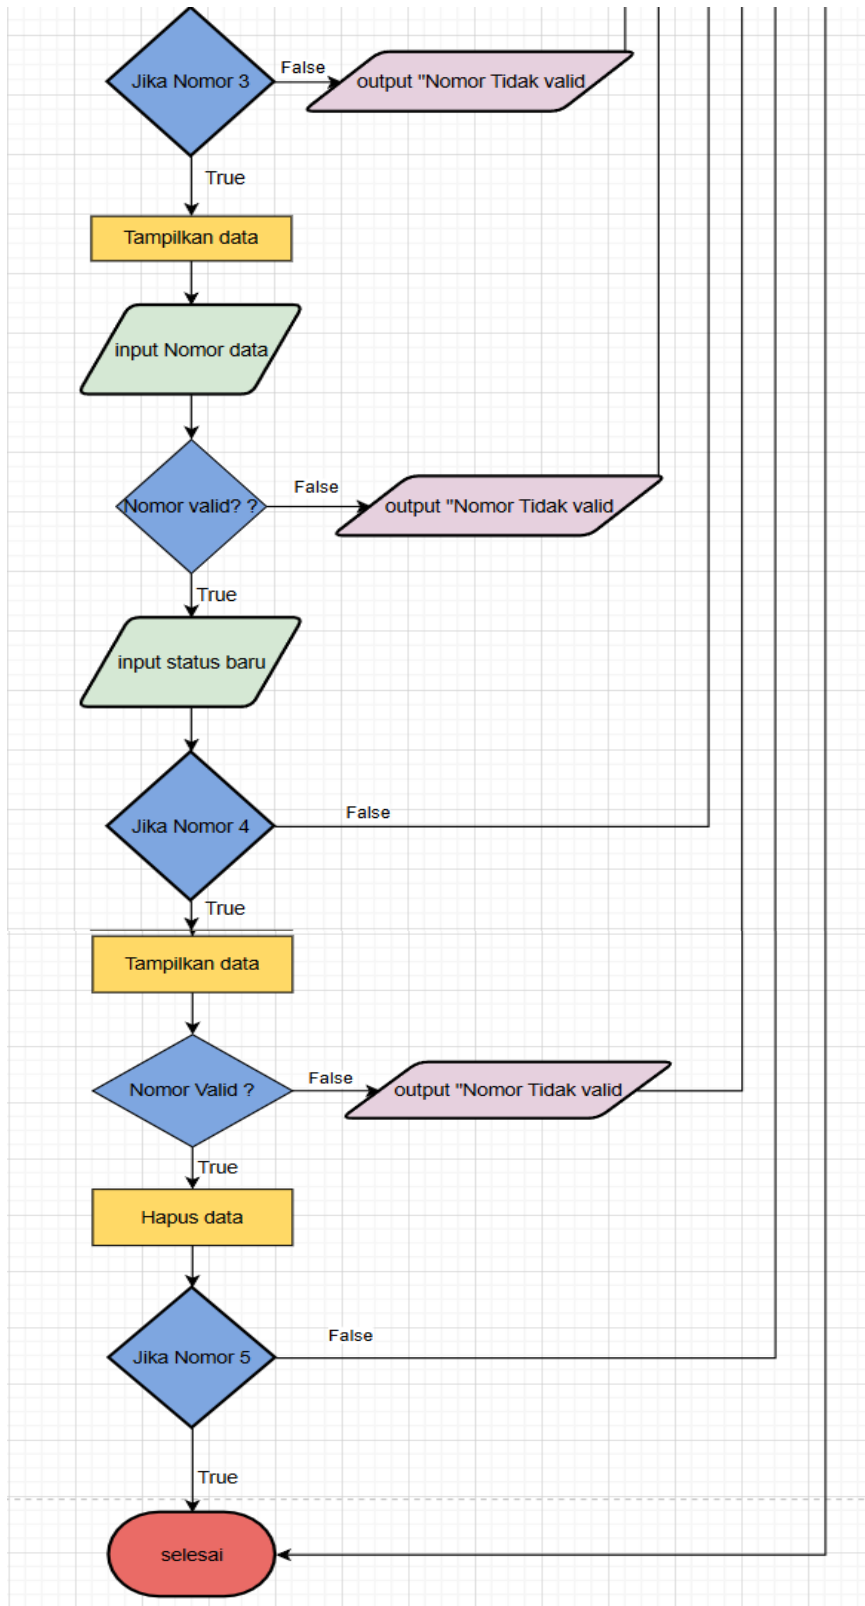 Jika Nomor 3
False
output "Nomor Tidak valid
True
Tampilkan data
input Nomor data
Nomor valid? ?
False
output "Nomor Tidak valid
True
input status baru
Jika Nomor 4
False
True
Tampilkan data
Nomor Valid ?
False
output "Nomor Tidak valid
True
Hapus data
Jika Nomor 5
False
True
selesai